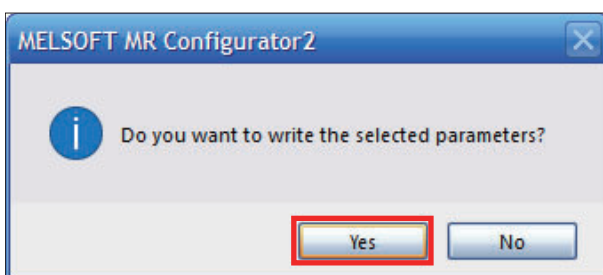 MELSOFT MR Configurator2
Do you want to write the selected parameters?
Yes
No